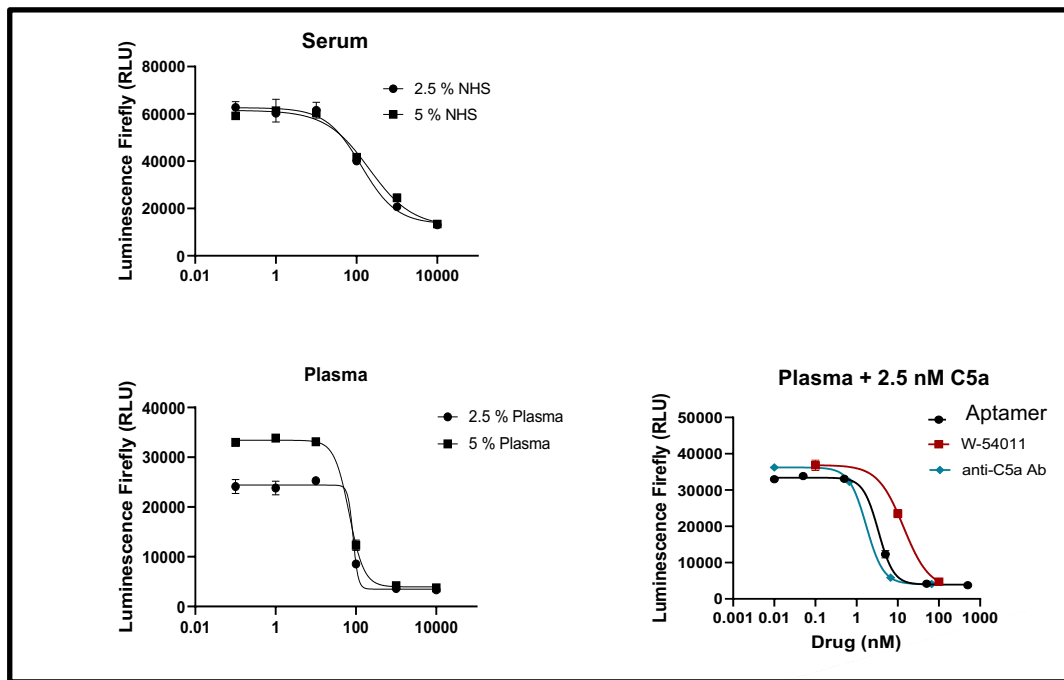 Serum
Luminescence Firefly (RLU)
80000
60000
40000
20000
0
0.01
1
100
10000
2.5 % NHS
5 % NHS
Plasma
Luminescence Firefly (RLU)
40000
30000
20000
10000
0
0.01
1
100
10000
2.5 % Plasma
5 % Plasma
Plasma + 2.5 nM C5a
Luminescence Firefly (RLU)
50000
40000
30000
20000
10000
0
0.001
0.01
0.1
1
10
100
1000
Drug (nM)
Aptamer
W-54011
anti-C5a Ab